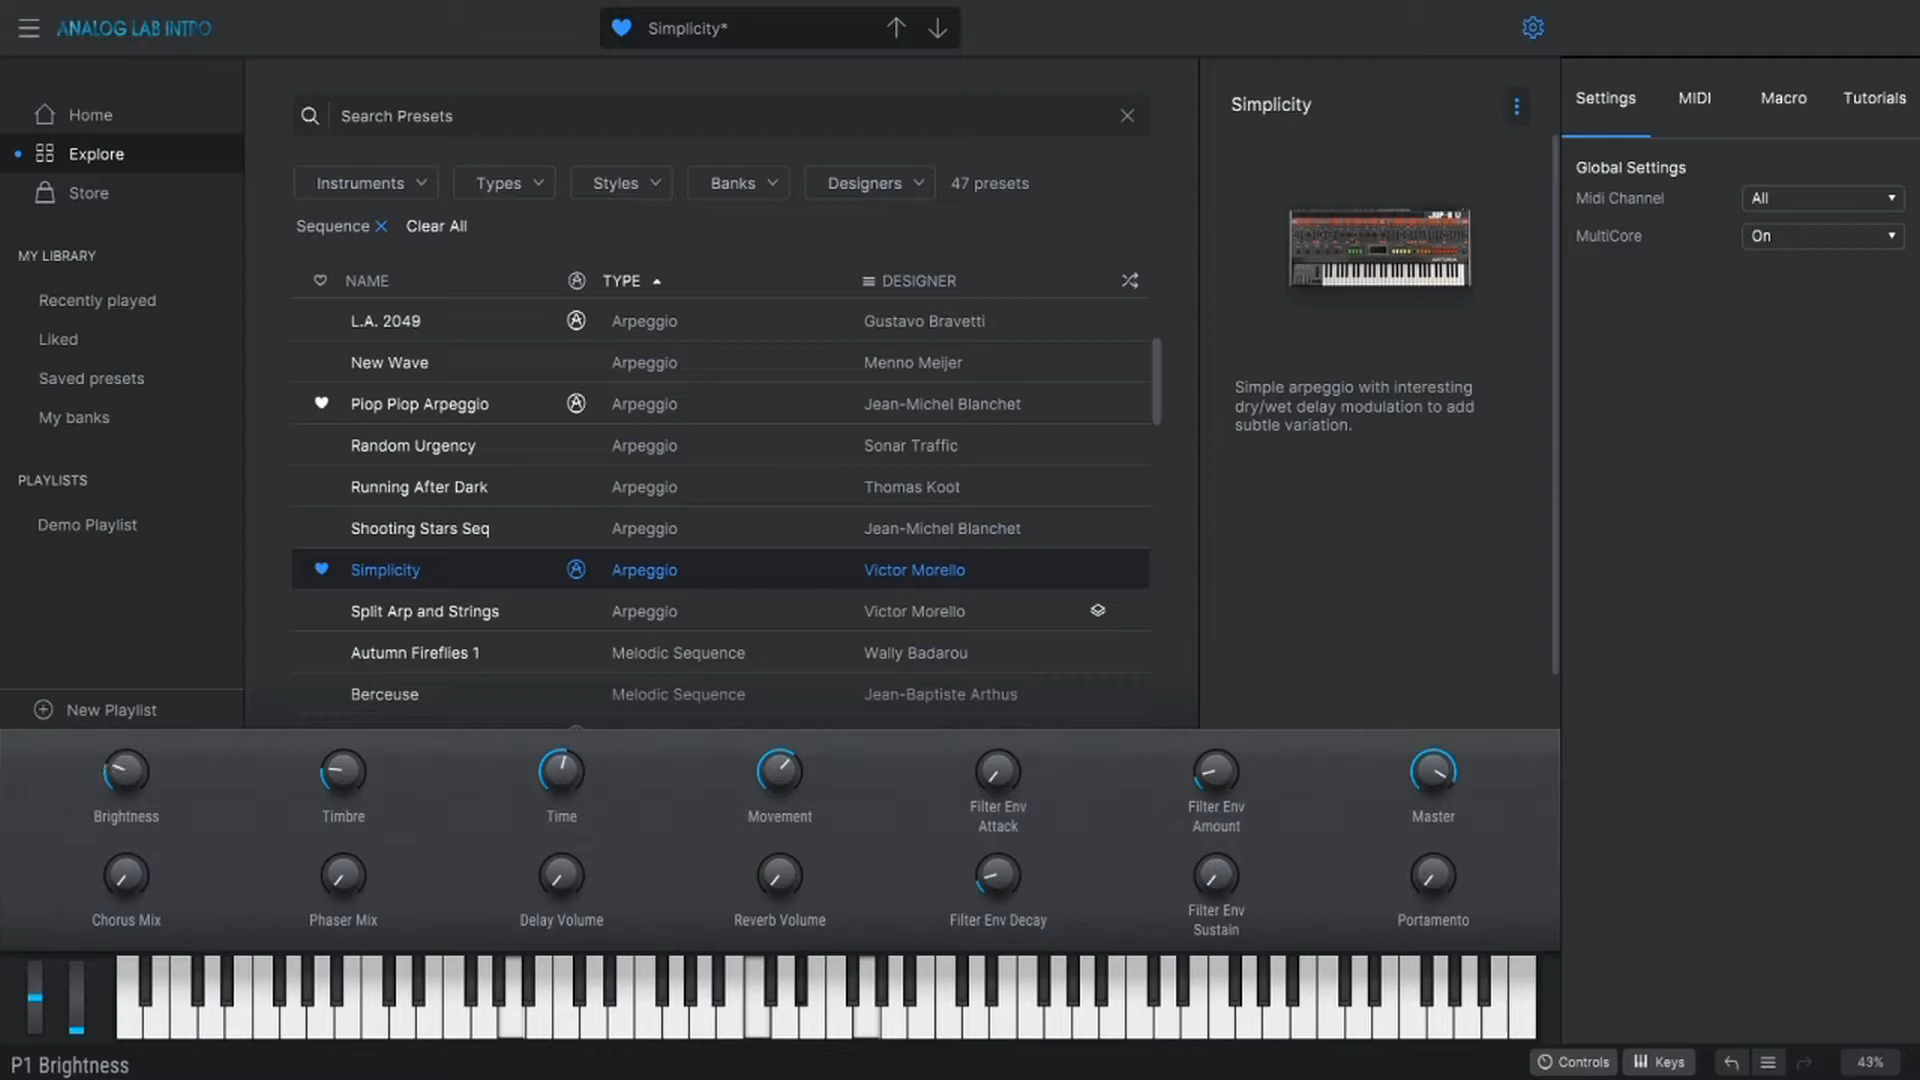 ANALOG LAB INTRO
Simplicity*
Home
Explore
Store
MY LIBRARY
Recently played
Liked
Saved presets
My banks
PLAYLISTS
Demo Playlist
New Playlist
Search Presets
Instruments
Types
Styles
Banks
Designers
47 presets
Sequence
Clear All
NAME TYPE DESIGNER
L.A. 2049 Arpeggio Gustavo Bravetti
New Wave Arpeggio Menno Meijer
Piop Piop Arpeggio Arpeggio Jean-Michel Blanchet
Random Urgency Arpeggio Sonar Traffic
Running After Dark Arpeggio Thomas Koot
Shooting Stars Seq Arpeggio Jean-Michel Blanchet
Simplicity Arpeggio Victor Morello
Split Arp and Strings Arpeggio Victor Morello
Autumn Fireflies 1 Melodic Sequence Wally Badarou
Berceuse Melodic Sequence Jean-Baptiste Arthus
Simplicity
JUP-8 V
ARTURIA
Simple arpeggio with interesting
dry/wet delay modulation to add
subtle variation.
Settings MIDI Macro Tutorials
Global Settings
Midi Channel All
MultiCore On
Brightness
Timbre
Time
Movement
Filter Env
Attack
Filter Env
Amount
Master
Chorus Mix
Phaser Mix
Delay Volume
Reverb Volume
Filter Env Decay
Filter Env
Sustain
Portamento
P1 Brightness
Controls
Keys
43%